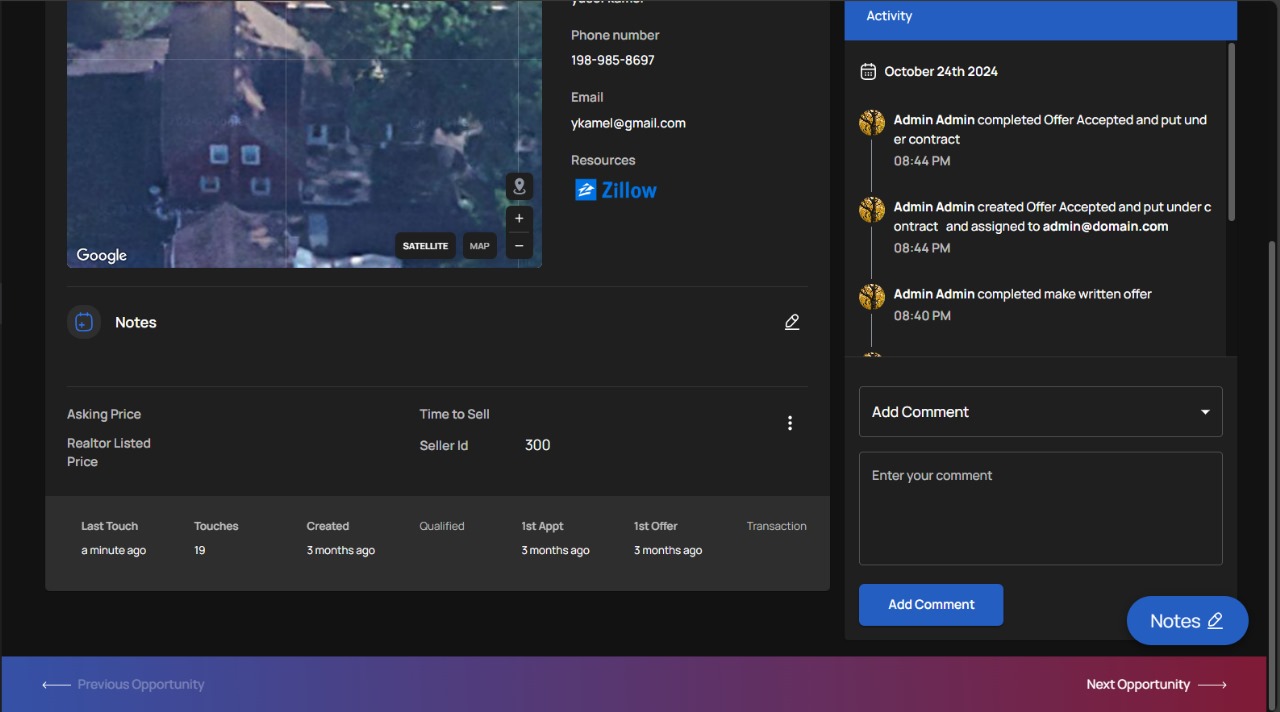 Phone number
198-985-8697
Email
ykamel@gmail.com
Resources
Zillow
Google
SATELLITE
MAP
+
−
Notes
Asking Price
Realtor Listed
Price
Time to Sell
Seller Id 300
Last Touch
a minute ago
Touches
19
Created
3 months ago
Qualified
1st Appt
3 months ago
1st Offer
3 months ago
Transaction
Activity
October 24th 2024
Admin Admin completed Offer Accepted and put und
er contract
08:44 PM
Admin Admin created Offer Accepted and put under c
ontract and assigned to admin@domain.com
08:44 PM
Admin Admin completed make written offer
08:40 PM
Add Comment
Enter your comment
Add Comment
Notes
Previous Opportunity
Next Opportunity